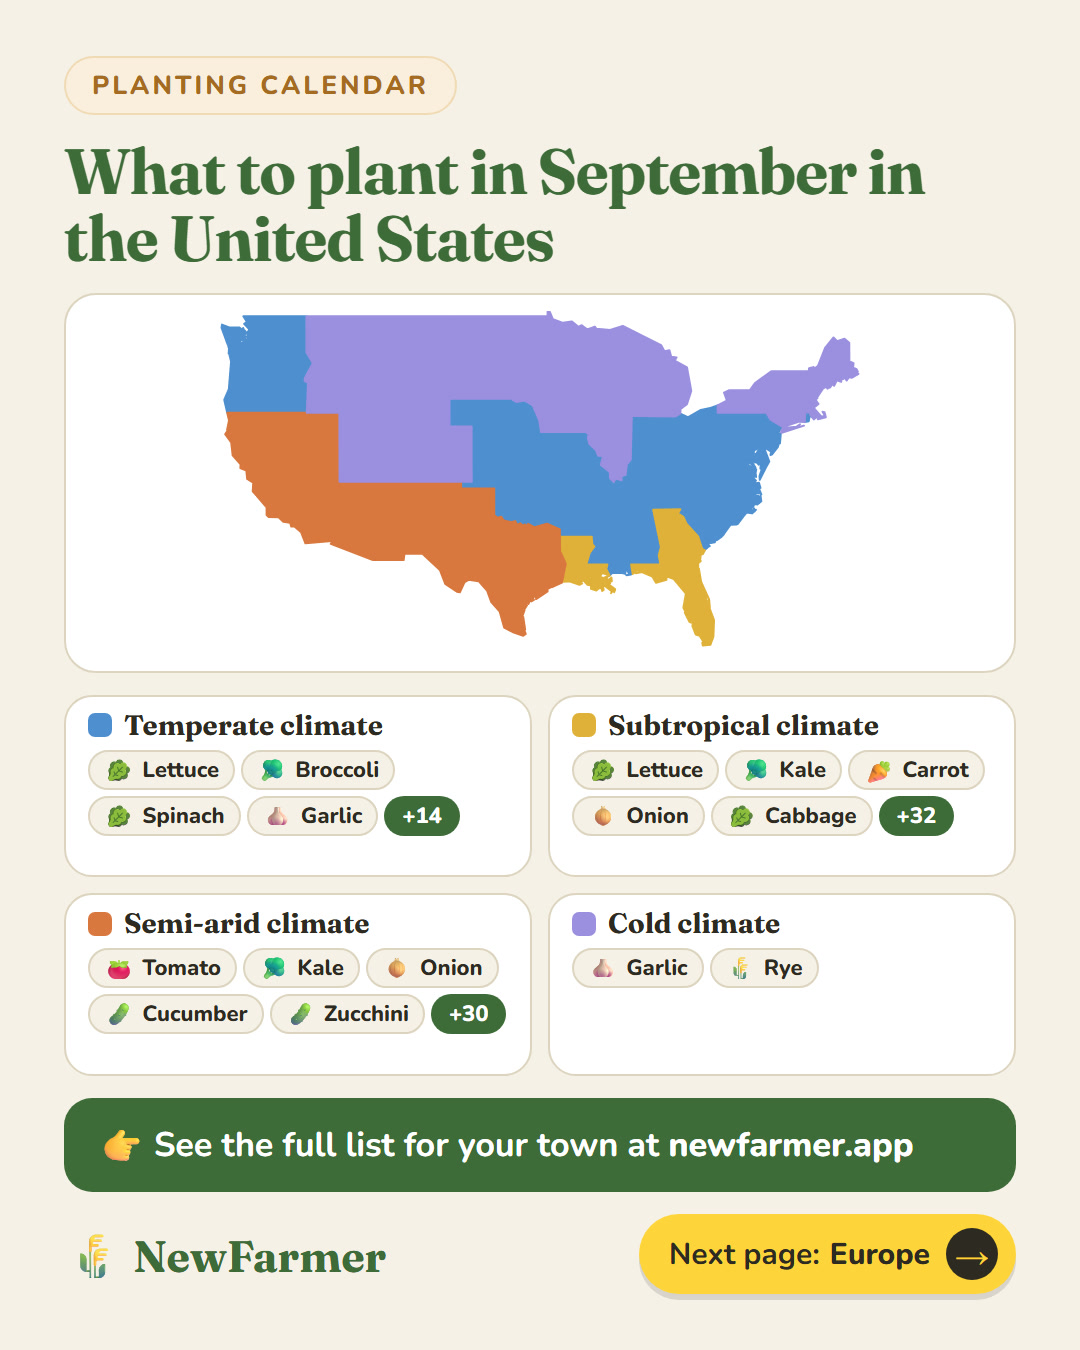 PLANTING CALENDAR
What to plant in September in
the United States
Temperate climate
Lettuce Broccoli
Spinach Garlic +14
Subtropical climate
Lettuce Kale Carrot
Onion Cabbage +32
Semi-arid climate
Tomato Kale Onion
Cucumber Zucchini +30
Cold climate
Garlic Rye
See the full list for your town at newfarmer.app
NewFarmer
Next page: Europe →